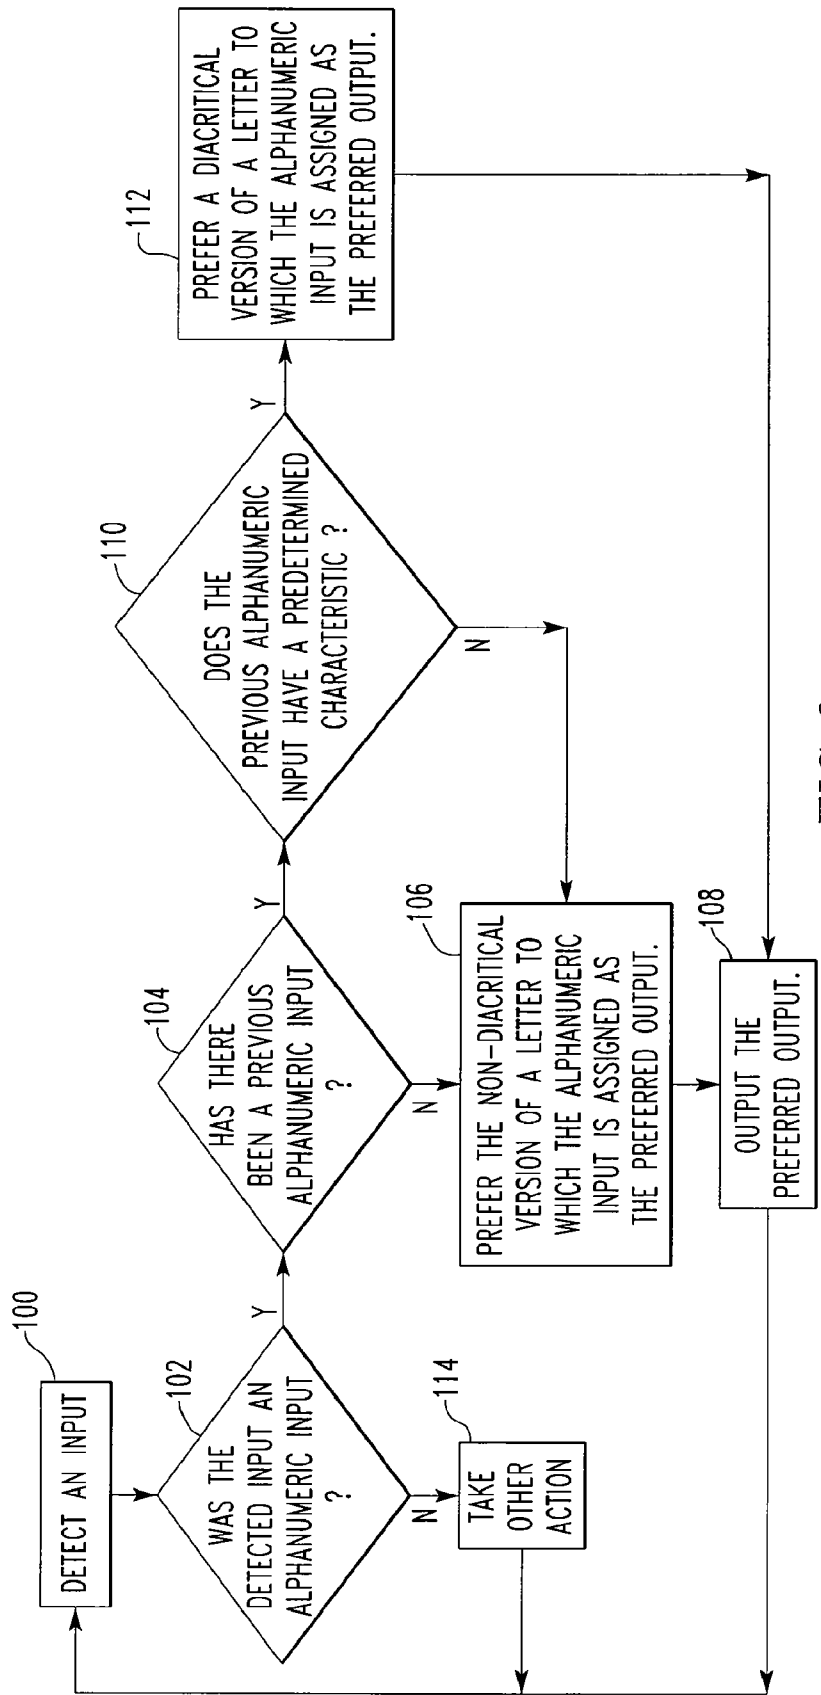 100
DETECT AN INPUT
102
WAS THE
DETECTED INPUT AN
ALPHANUMERIC INPUT
?
Y
N
114
TAKE
OTHER
ACTION
104
HAS THERE
BEEN A PREVIOUS
ALPHANUMERIC INPUT
?
Y
N
106
PREFER THE NON-DIACRITICAL
VERSION OF A LETTER TO
WHICH THE ALPHANUMERIC
INPUT IS ASSIGNED AS
THE PREFERRED OUTPUT.
108
OUTPUT THE
PREFERRED OUTPUT.
110
DOES THE
PREVIOUS ALPHANUMERIC
INPUT HAVE A PREDETERMINED
CHARACTERISTIC ?
Y
N
112
PREFER A DIACRITICAL
VERSION OF A LETTER TO
WHICH THE ALPHANUMERIC
INPUT IS ASSIGNED AS
THE PREFERRED OUTPUT.